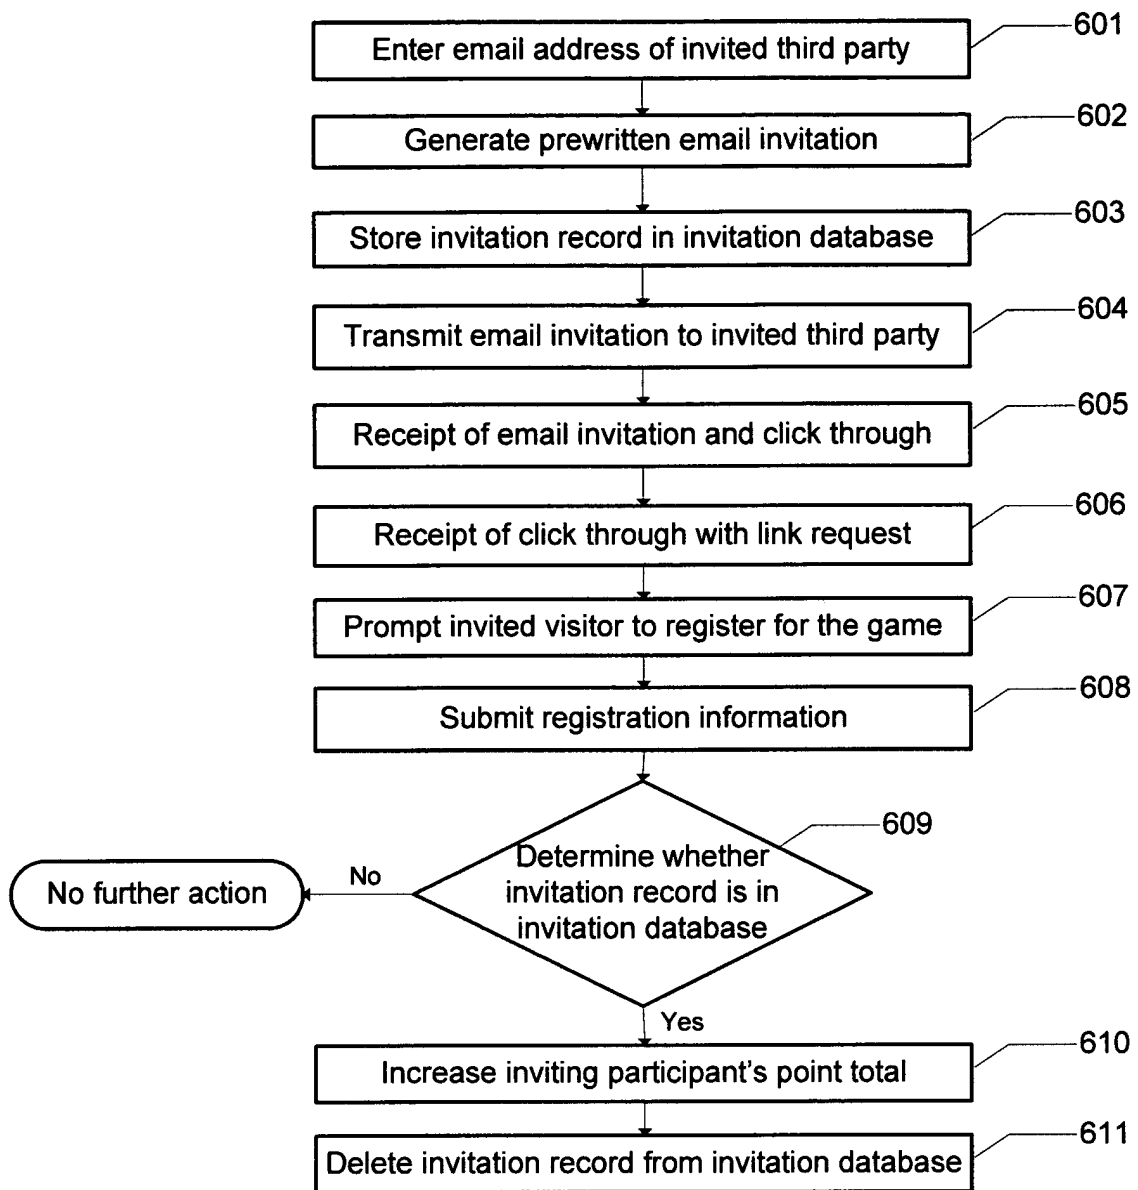 Enter email address of invited third party
601
Generate prewritten email invitation
602
Store invitation record in invitation database
603
Transmit email invitation to invited third party
604
Receipt of email invitation and click through
605
Receipt of click through with link request
606
Prompt invited visitor to register for the game
607
Submit registration information
608
609
Determine whether
invitation record is in
invitation database
No
No further action
Yes
Increase inviting participant's point total
610
Delete invitation record from invitation database
611